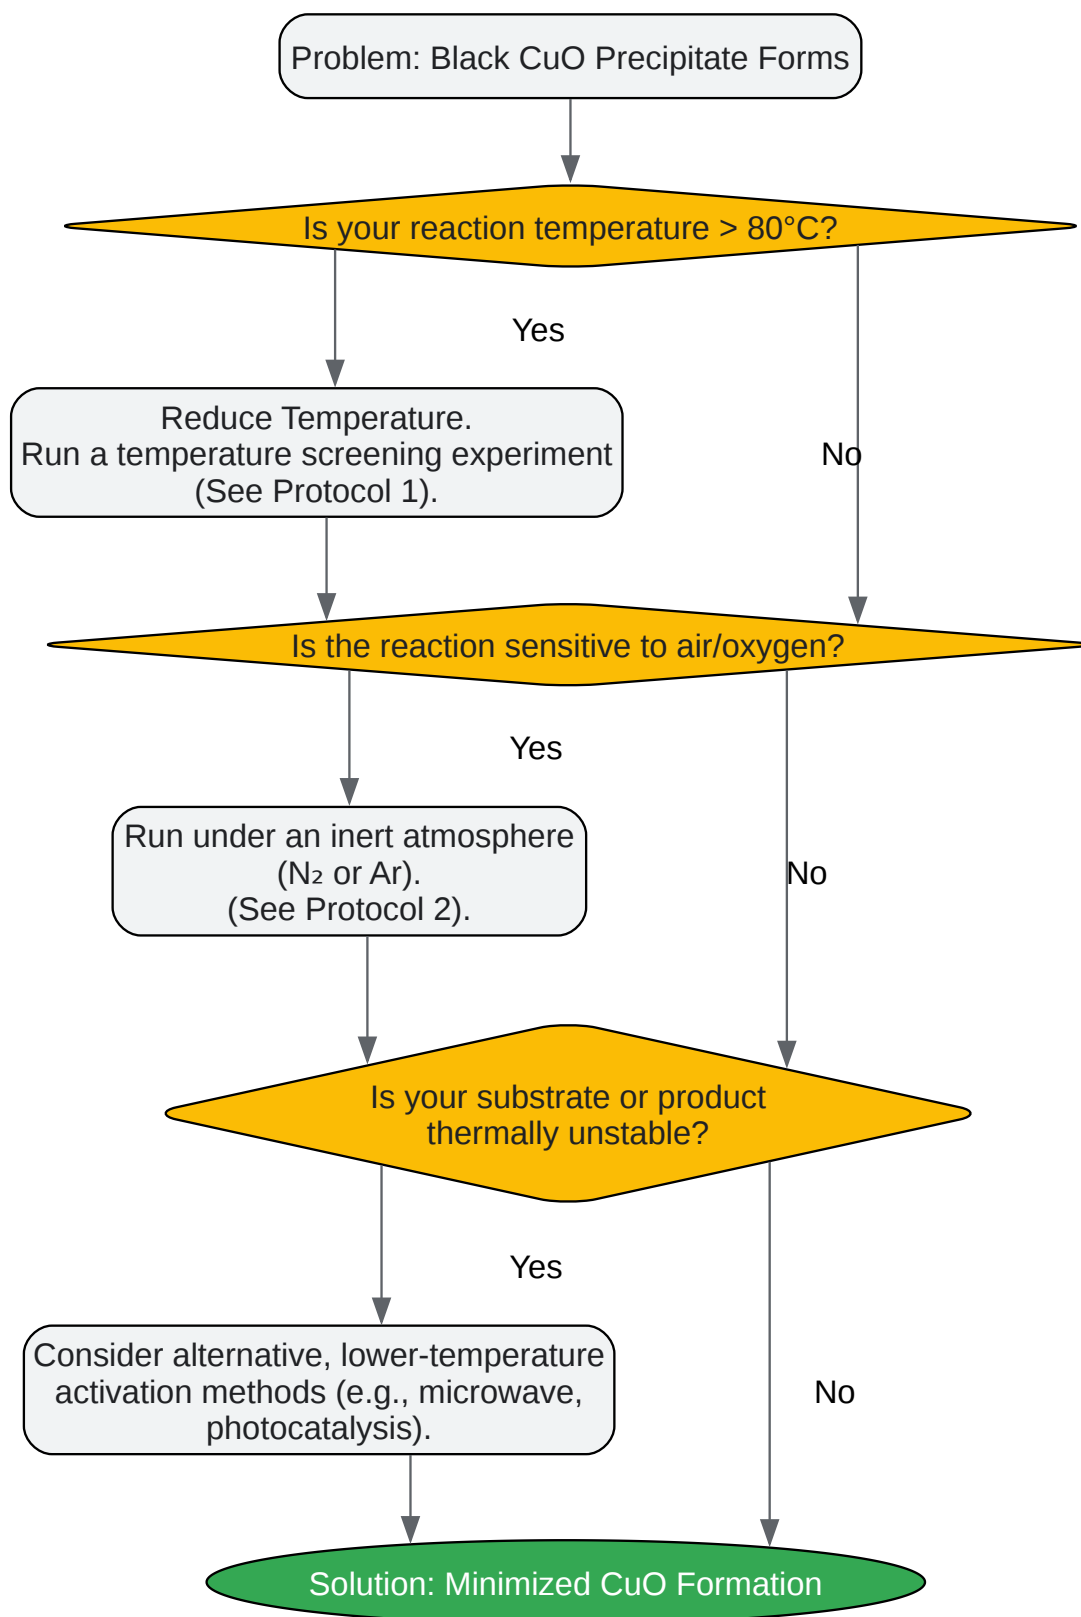 Problem: Black CuO Precipitate Forms
Is your reaction temperature > 80°C?
Yes
Reduce Temperature.
Run a temperature screening experiment
(See Protocol 1).
No
Is the reaction sensitive to air/oxygen?
Yes
Run under an inert atmosphere
(N₂ or Ar).
(See Protocol 2).
No
Is your substrate or product
thermally unstable?
Yes
Consider alternative, lower-temperature
activation methods (e.g., microwave,
photocatalysis).
No
Solution: Minimized CuO Formation